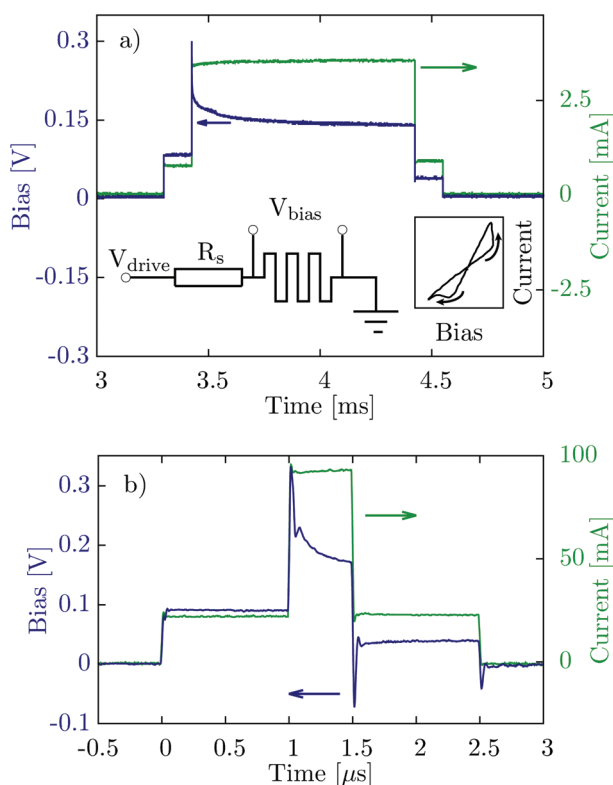 a)
0.3
0.15
0
-0.15
-0.3
Bias [V]
2.5
0
-2.5
Current [mA]
V_drive
R_s
V_bias
Current
Bias
3
3.5
4
4.5
5
Time [ms]
b)
0.3
0.2
0.1
0
-0.1
Bias [V]
100
50
0
Current [mA]
-0.5
0
0.5
1
1.5
2
2.5
3
Time [μs]